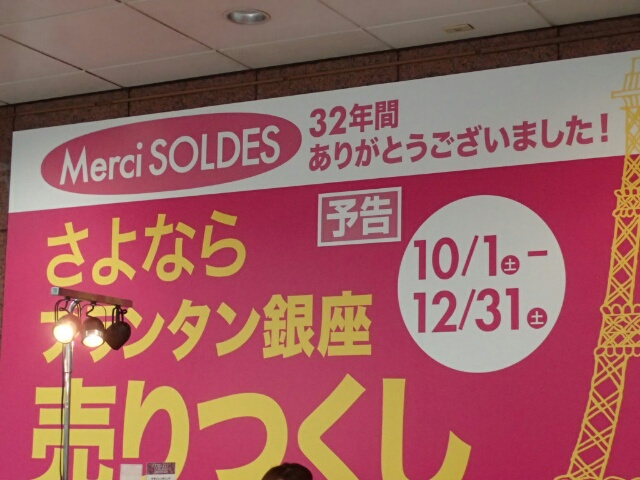 Merci SOLDES
32年間
ありがとうございました!
予告
さよなら
プランタン銀座
10/1土–
12/31土
売りつくし